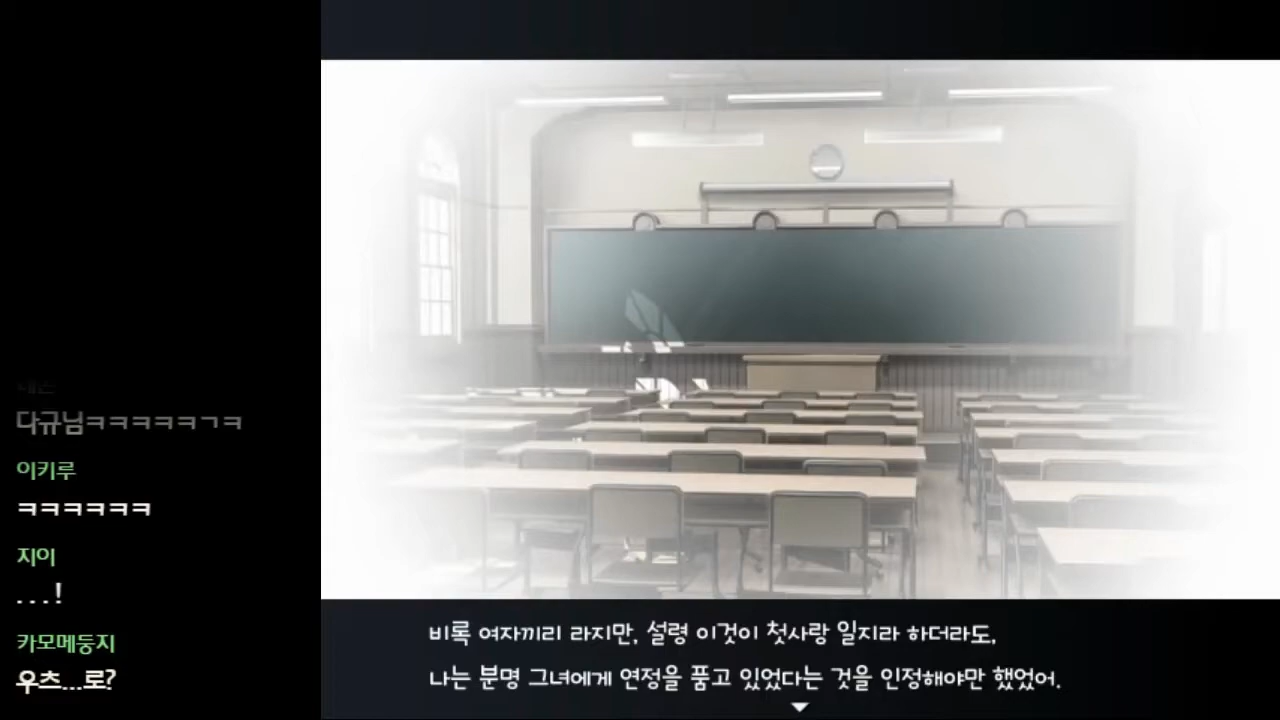 다규님ㅋㅋㅋㅋㅋㄱㅋ
이키루
ㅋㅋㅋㅋㅋㅋ
지이
...!
카모메둥지
우츠...로?
비록 여자끼리 라지만, 설령 이것이 첫사랑 일지라 하더라도,
나는 분명 그녀에게 연정을 품고 있었다는 것을 인정해야만 했었어.